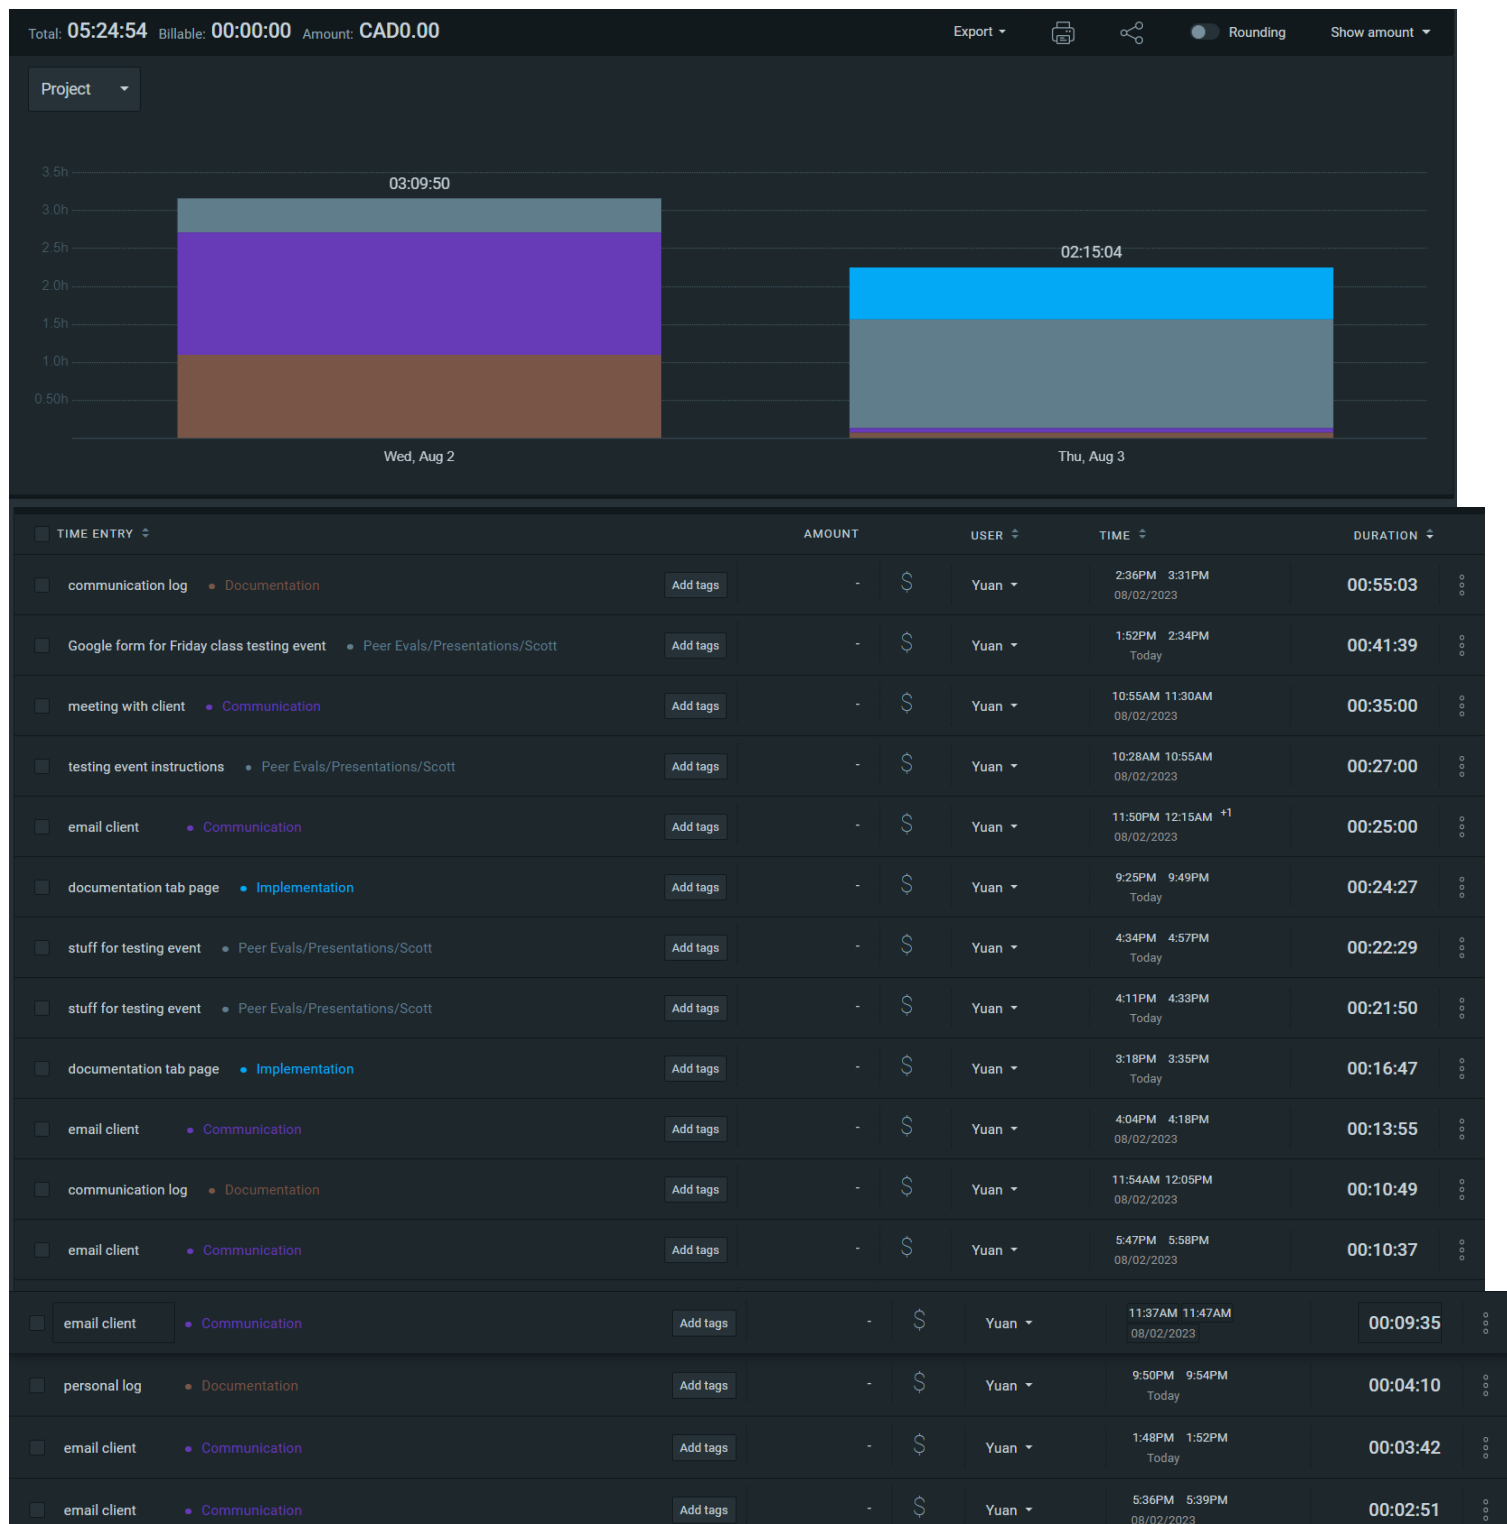 Total: 05:24:54 Billable: 00:00:00 Amount: CAD0.00 Export Rounding Show amount
Project
3.5h
03:09:50
3.0h
2.5h
02:15:04
2.0h
1.5h
1.0h
0.50h
Wed, Aug 2 Thu, Aug 3
TIME ENTRY AMOUNT USER TIME DURATION
communication log • Documentation Add tags - $ Yuan 2:36PM 3:31PM 00:55:03
08/02/2023
Google form for Friday class testing event • Peer Evals/Presentations/Scott Add tags - $ Yuan 1:52PM 2:34PM 00:41:39
Today
meeting with client • Communication Add tags - $ Yuan 10:55AM 11:30AM 00:35:00
08/02/2023
testing event instructions • Peer Evals/Presentations/Scott Add tags - $ Yuan 10:28AM 10:55AM 00:27:00
08/02/2023
email client • Communication Add tags - $ Yuan 11:50PM 12:15AM +1 00:25:00
08/02/2023
documentation tab page • Implementation Add tags - $ Yuan 9:25PM 9:49PM 00:24:27
Today
stuff for testing event • Peer Evals/Presentations/Scott Add tags - $ Yuan 4:34PM 4:57PM 00:22:29
Today
stuff for testing event • Peer Evals/Presentations/Scott Add tags - $ Yuan 4:11PM 4:33PM 00:21:50
Today
documentation tab page • Implementation Add tags - $ Yuan 3:18PM 3:35PM 00:16:47
Today
email client • Communication Add tags - $ Yuan 4:04PM 4:18PM 00:13:55
08/02/2023
communication log • Documentation Add tags - $ Yuan 11:54AM 12:05PM 00:10:49
08/02/2023
email client • Communication Add tags - $ Yuan 5:47PM 5:58PM 00:10:37
08/02/2023
email client • Communication Add tags - $ Yuan 11:37AM 11:47AM 00:09:35
08/02/2023
personal log • Documentation Add tags - $ Yuan 9:50PM 9:54PM 00:04:10
Today
email client • Communication Add tags - $ Yuan 1:48PM 1:52PM 00:03:42
Today
email client • Communication Add tags - $ Yuan 5:36PM 5:39PM 00:02:51
08/02/2023